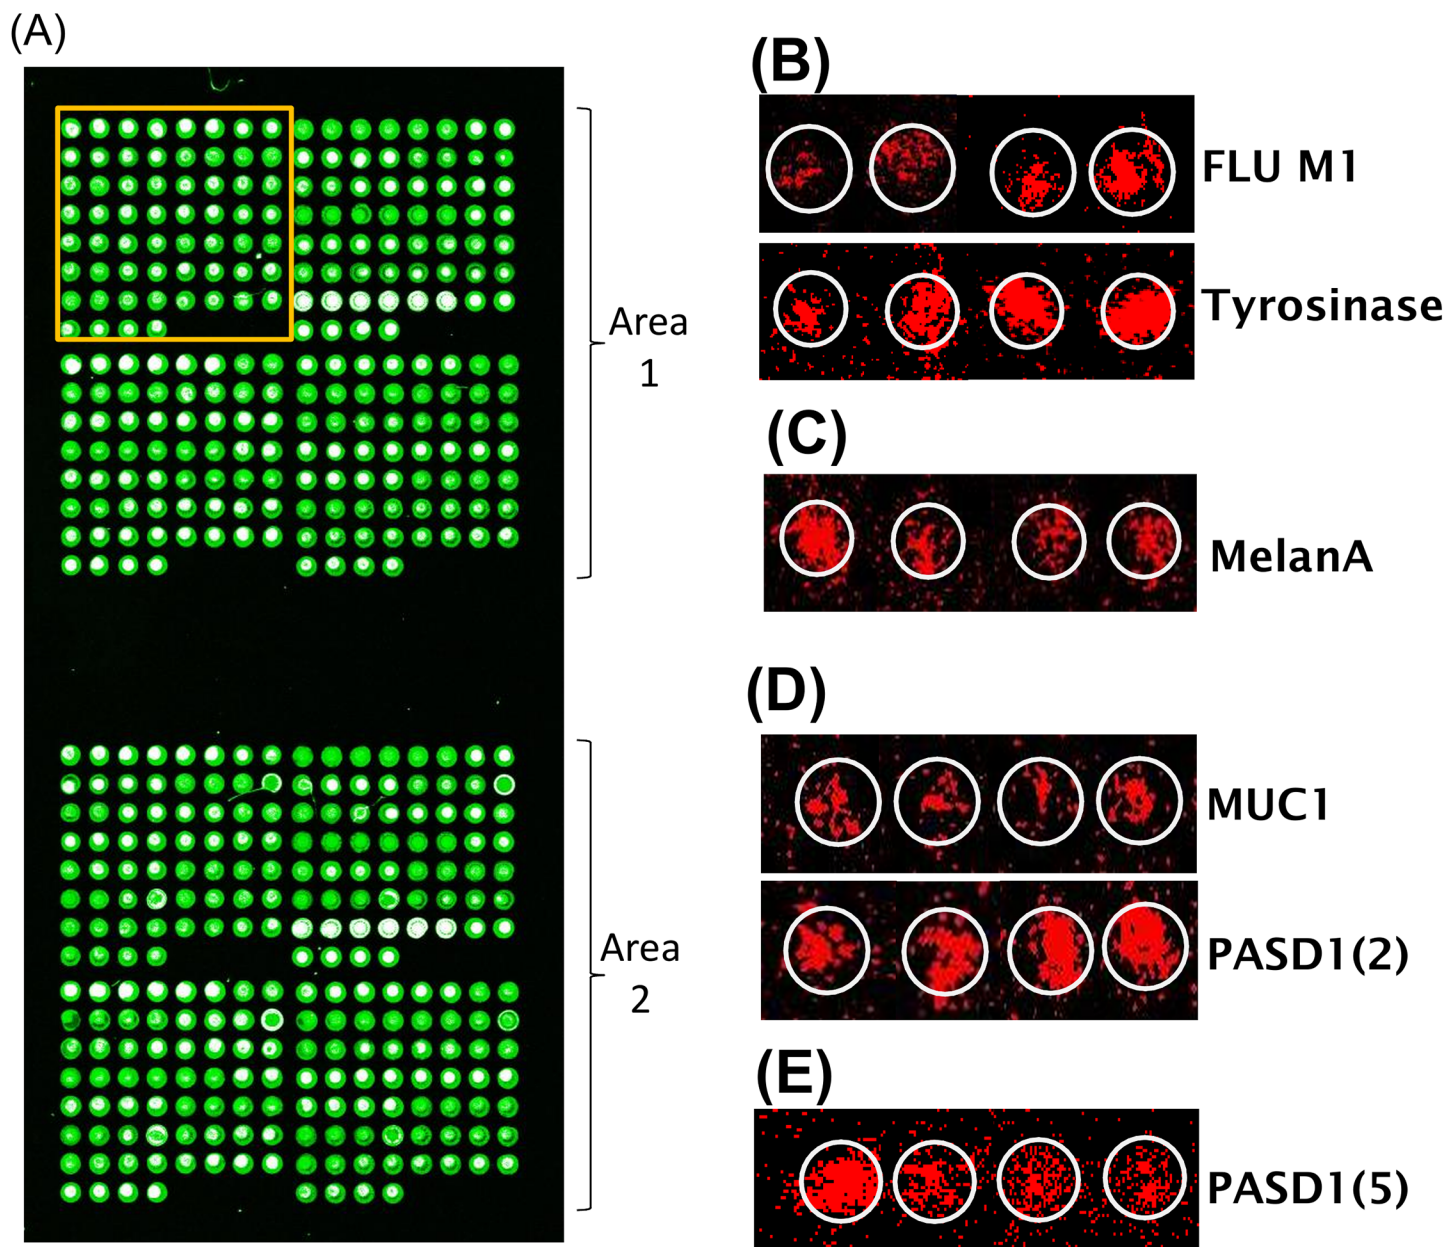 (A)
Area
1
Area
2
(B)
FLU M1
Tyrosinase
(C)
MelanA
(D)
MUC1
PASD1(2)
(E)
PASD1(5)